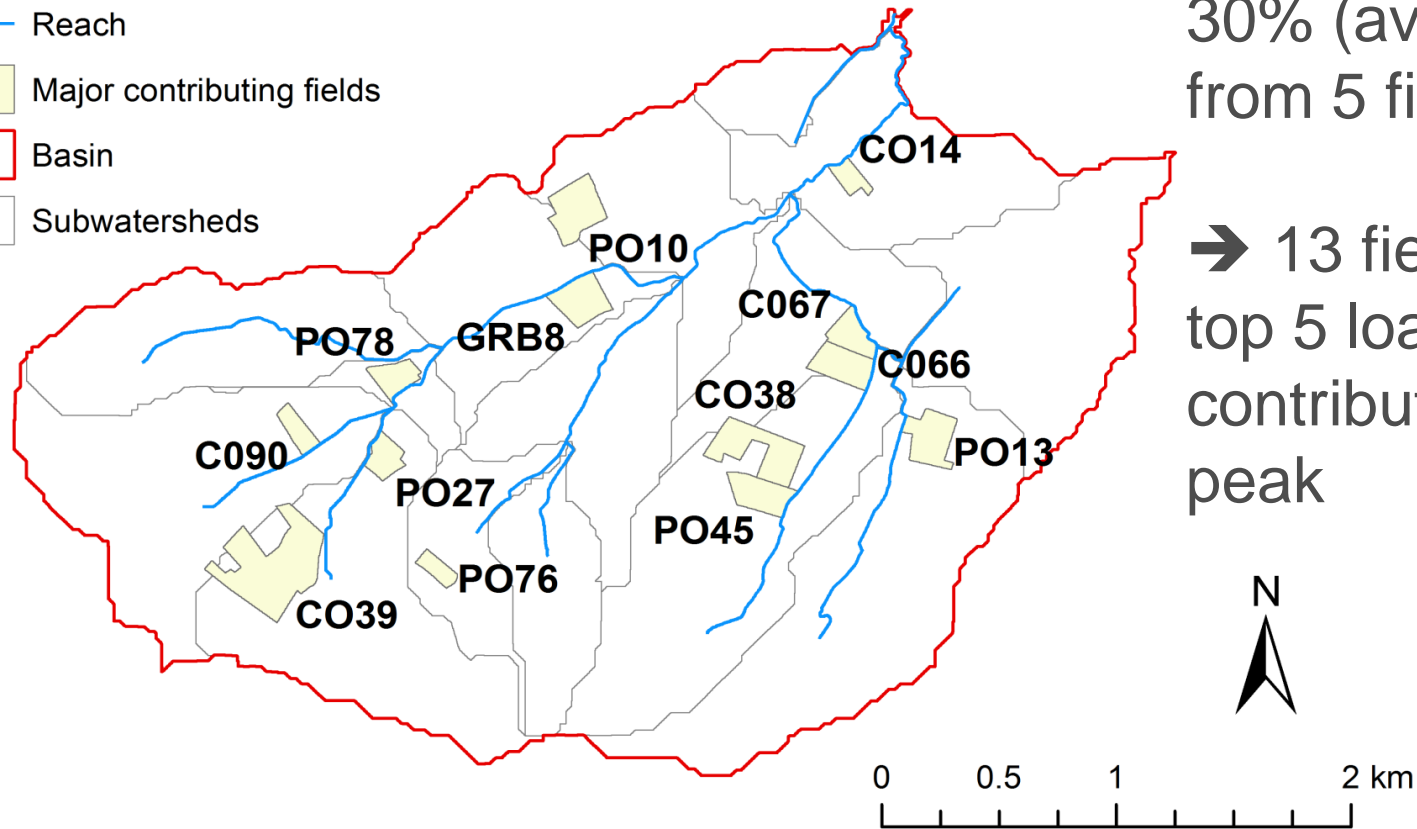 Reach
Major contributing fields
Basin
Subwatersheds
30% (av
from 5 fi
➔ 13 fie
top 5 loa
contribut
peak
CO14
PO10
C067
PO78
GRB8
C066
CO38
C090
PO13
PO27
PO45
PO76
CO39
N
0 0.5 1 2 km